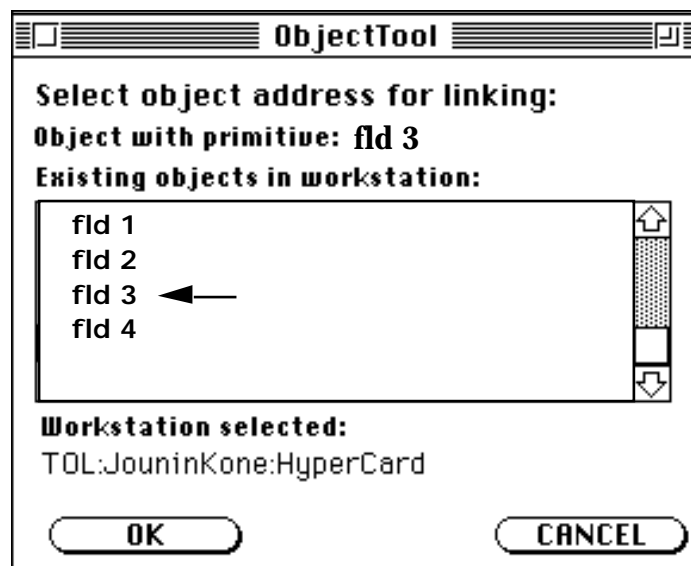 ObjectTool
Select object address for linking:
Object with primitive: fld 3
Existing objects in workstation:
fld 1
fld 2
fld 3
fld 4
Workstation selected:
TOL:JouninKone:HyperCard
OK CANCEL